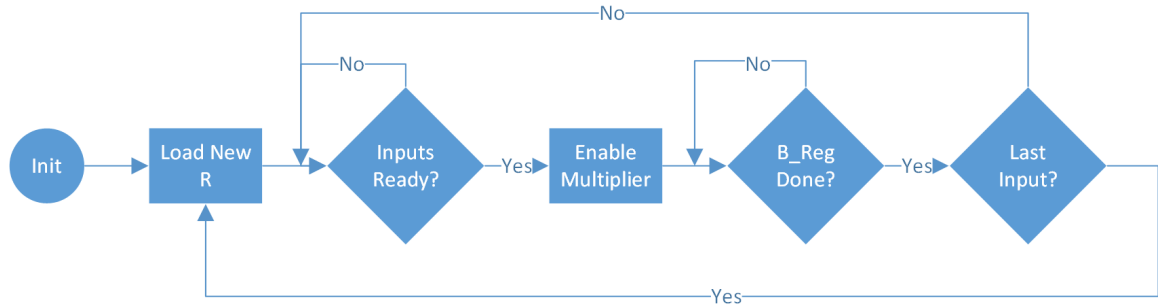 No
No
No
Init
Load New
R
Inputs
Ready?
Yes
Enable
Multiplier
B_Reg
Done?
Yes
Last
Input?
Yes